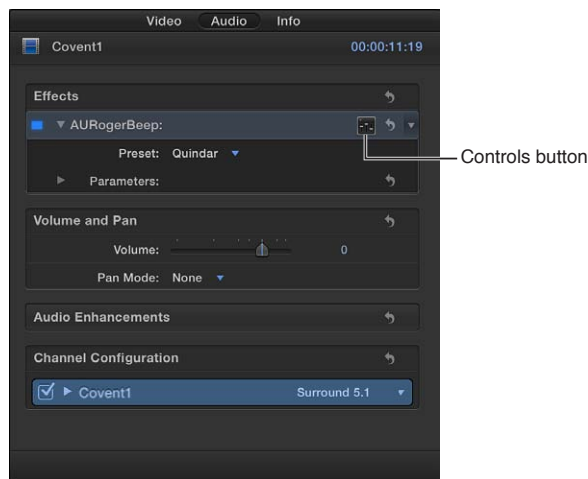 Video Audio Info
Covent1 00:00:11:19
Effects
AURogerBeep:
Controls button
Preset: Quindar
Parameters:
Volume and Pan
Volume: 0
Pan Mode: None
Audio Enhancements
Channel Configuration
Covent1 Surround 5.1